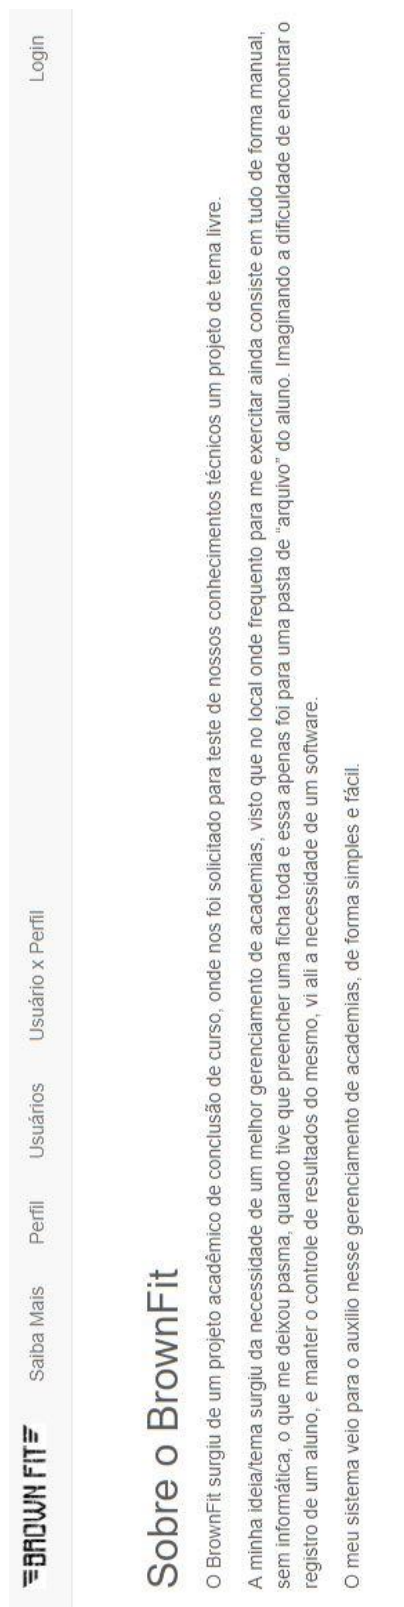 BROWN FIT Saiba Mais Perfil Usuários Usuário x Perfil Login
Sobre o BrownFit
O BrownFit surgiu de um projeto acadêmico de conclusão de curso, onde nos foi solicitado para teste de nossos conhecimentos técnicos um projeto de tema livre.
A minha ideia/tema surgiu da necessidade de um melhor gerenciamento de academias, visto que no local onde frequento para me exercitar ainda consiste em tudo de forma manual,
sem informática, o que me deixou pasma, quando tive que preencher uma ficha toda e essa apenas foi para uma pasta de “arquivo” do aluno. Imaginando a dificuldade de encontrar o
registro de um aluno, e manter o controle de resultados do mesmo, vi ali a necessidade de um software.
O meu sistema veio para o auxilio nesse gerenciamento de academias, de forma simples e fácil.